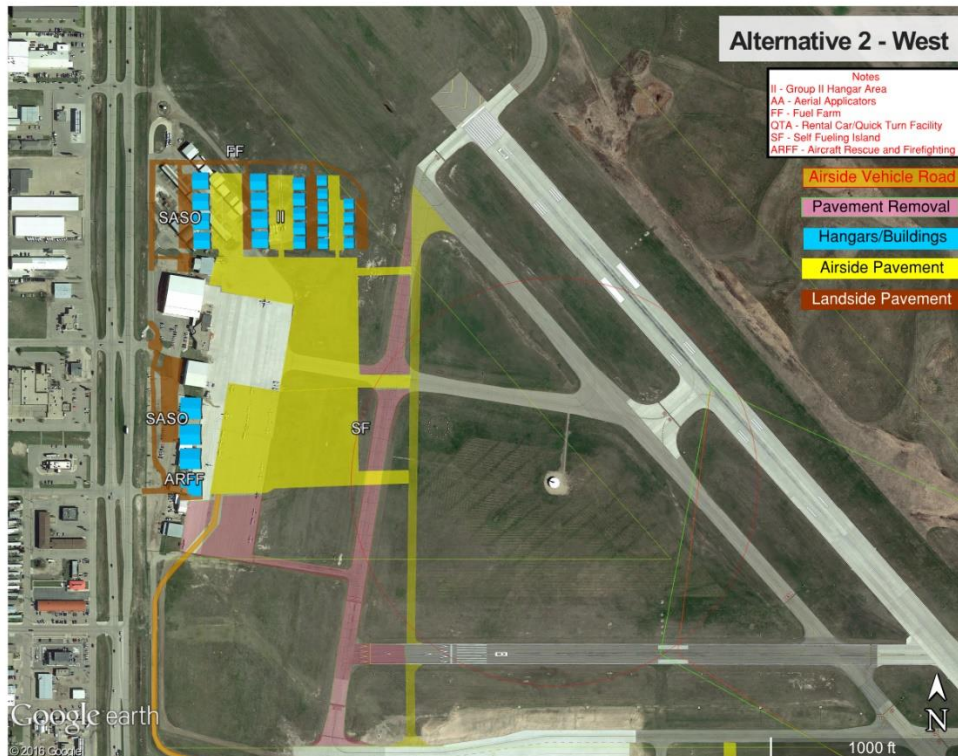 Alternative 2 - West
Notes
II - Group II Hangar Area
AA - Aerial Applicators
FF - Fuel Farm
QTA - Rental Car/Quick Turn Facility
SF - Self Fueling Island
ARFF - Aircraft Rescue and Firefighting
Airside Vehicle Road
Pavement Removal
Hangars/Buildings
Airside Pavement
Landside Pavement
FF
SASO
II
SASO
SF
ARFF
Google earth
© 2016 Google
N
1000 ft